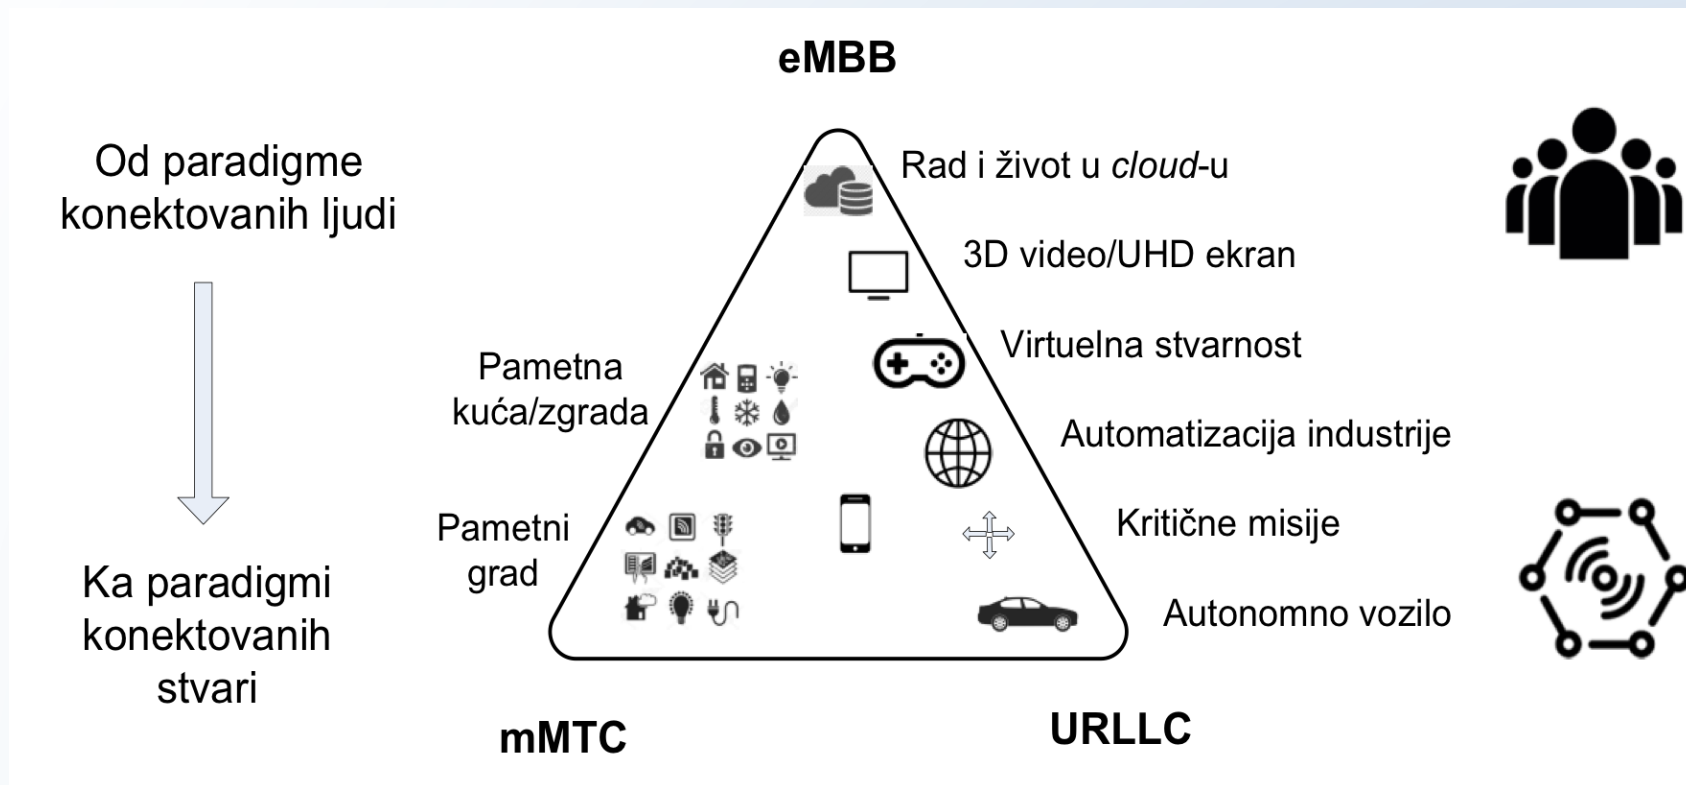 eMBB
Od paradigme
konektovanih ljudi
Rad i život u cloud-u
3D video/UHD ekran
Virtuelna stvarnost
Pametna
kuća/zgrada
Automatizacija industrije
Pametni
grad
Kritične misije
Autonomno vozilo
Ka paradigmi
konektovanih
stvari
mMTC
URLLC